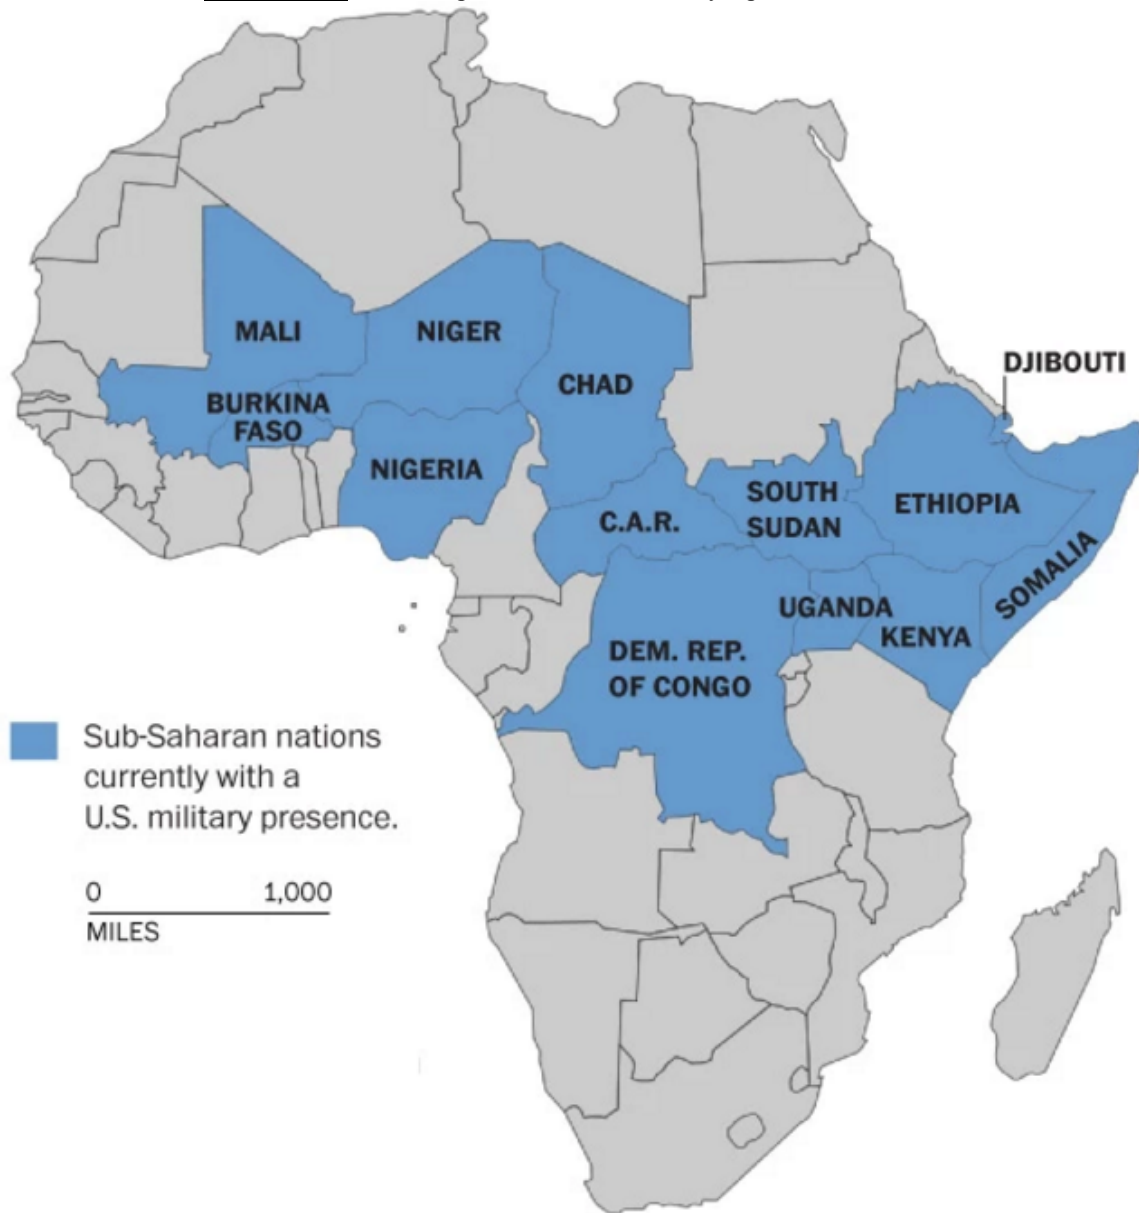 MALI
NIGER
CHAD
DJIBOUTI
BURKINA
FASO
NIGERIA
C.A.R.
SOUTH
SUDAN
ETHIOPIA
SOMALIA
UGANDA
KENYA
DEM. REP.
OF CONGO
Sub-Saharan nations
currently with a
U.S. military presence.
0 1,000
MILES